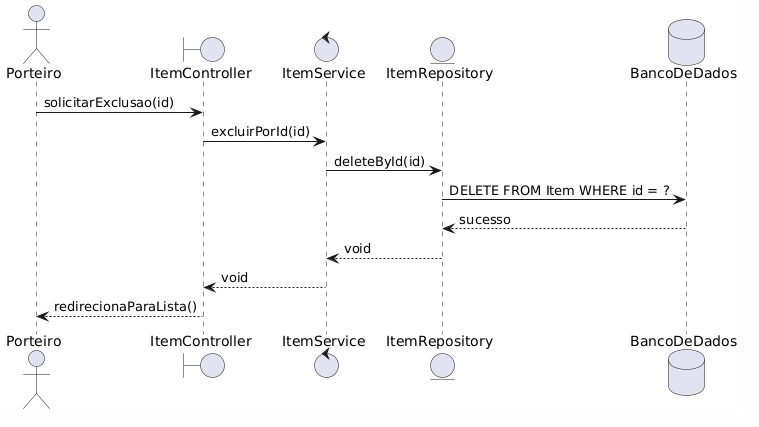 Porteiro ItemController ItemService ItemRepository BancoDeDados
solicitarExclusao(id)
excluirPorId(id)
deleteById(id)
DELETE FROM Item WHERE id = ?
sucesso
void
void
redirecionaParaLista()
Porteiro ItemController ItemService ItemRepository BancoDeDados